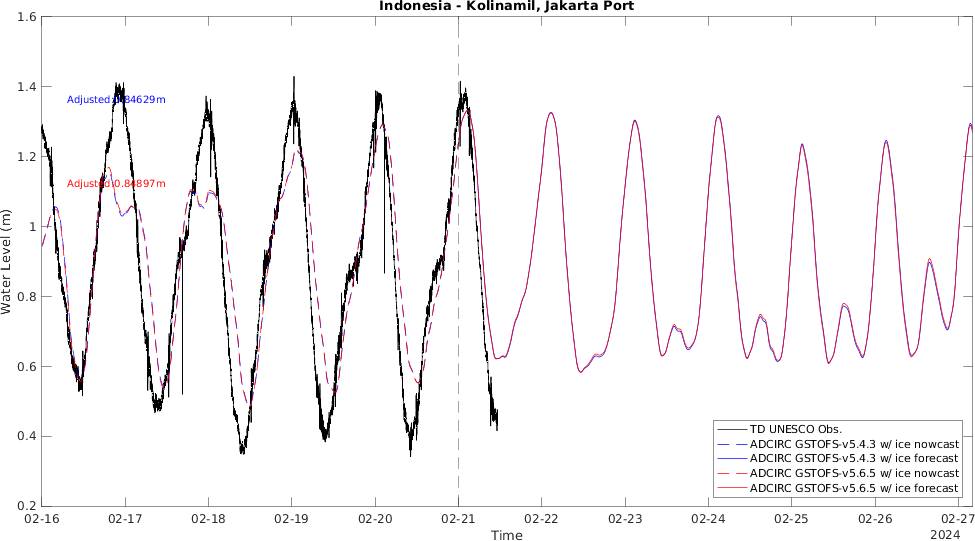 Indonesia - Kolinamil, Jakarta Port
1.6
1.4
1.2
1
0.8
0.6
0.4
0.2
Water Level (m)
Adjusted 0.84629m
Adjusted 0.84897m
TD UNESCO Obs.
ADCIRC GSTOFS-v5.4.3 w/ ice nowcast
ADCIRC GSTOFS-v5.4.3 w/ ice forecast
ADCIRC GSTOFS-v5.6.5 w/ ice nowcast
ADCIRC GSTOFS-v5.6.5 w/ ice forecast
02-16 02-17 02-18 02-19 02-20 02-21 02-22 02-23 02-24 02-25 02-26 02-27
Time
2024